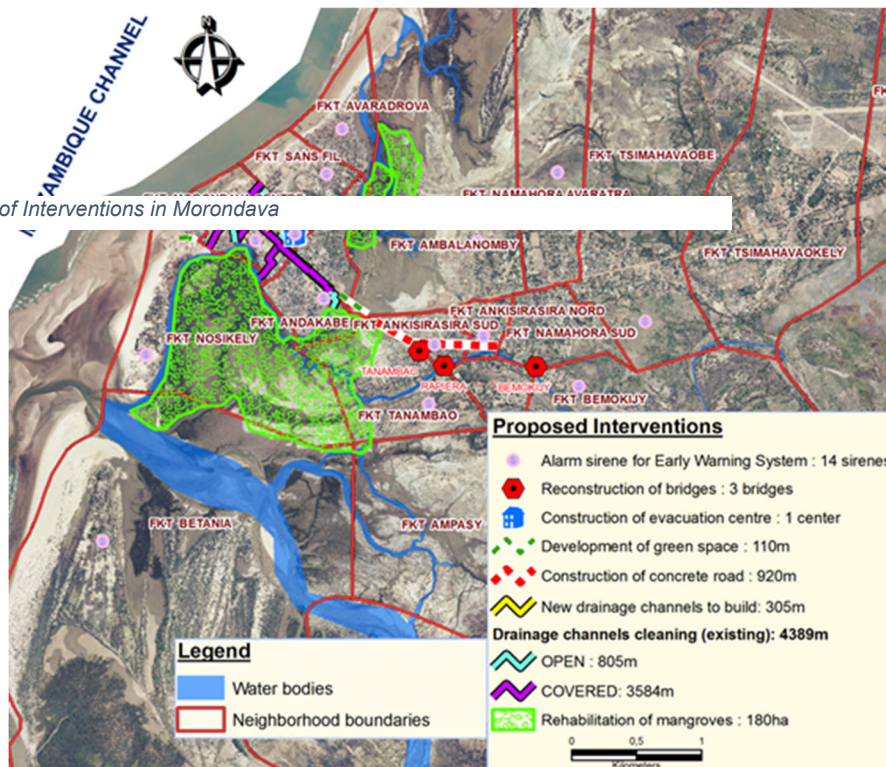 AMBIQUE CHANNEL
FKT AVARADROVA
FKT SANS FIL
FKT TSIMAHAVAOBE
FKT NAMAHORA AVARATRA
of Interventions in Morondava
FKT AMBALANOMBY
FKT TSIMAHAVAOKELY
FKT ANKISIRASIRA NORD
FKT NOSIKELY
FKT ANDAKABE
FKT ANKISIRASIRA SUD
FKT NAMAHORA SUD
TANAMBAO
RAPIERA
BEMOKIJY
FKT BEMOKIJY
FKT TANAMBAO
FKT BETANIA
FKT AMPASY
Proposed Interventions
Alarm sirene for Early Warning System : 14 sirenes
Reconstruction of bridges : 3 bridges
Construction of evacuation centre : 1 center
Development of green space : 110m
Construction of concrete road : 920m
New drainage channels to build: 305m
Drainage channels cleaning (existing): 4389m
OPEN : 805m
COVERED: 3584m
Rehabilitation of mangroves : 180ha
0 0,5 1
Kilometers
Legend
Water bodies
Neighborhood boundaries